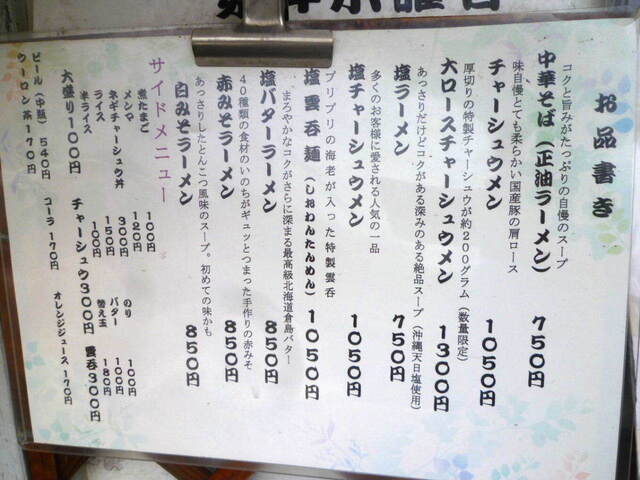 お品書き
中華そば(正油ラーメン) 750円
コクと旨みがたっぷりの自慢のスープ
チャーシュウメン 1050円
味自慢とても柔らかい国産豚の肩ロース
大ロースチャーシュウメン 1300円
厚切りの特製チャーシュウが約200グラム(数量限定)
塩ラーメン 750円
あっさりだけどコクがある深みのある絶品スープ(沖縄天日塩使用)
塩チャーシュウメン 1050円
多くのお客様に愛される人気の一品
塩雲呑麺(しおわんたんめん) 1050円
プリプリの海老が入った特製雲呑
塩バターラーメン 850円
まろやかなコクがさらに深まる最高級北海道倉島バター
赤みそラーメン 850円
40種類の食材のいのちがギュッとつまった手作りの赤みそ
白みそラーメン 850円
あっさりしたとんこつ風味のスープ。初めての味かも
サイドメニュー
煮たまご 100円
メンマ 120円
ネギチャーシュウ丼 300円
ライス 150円
半ライス 100円
のり 100円
バター 100円
替え玉 180円
大盛り100円 チャーシュウ300円 雲呑300円
ビール(中瓶) 540円 コーラ 170円 オレンジジュース 170円
ウーロン茶 170円